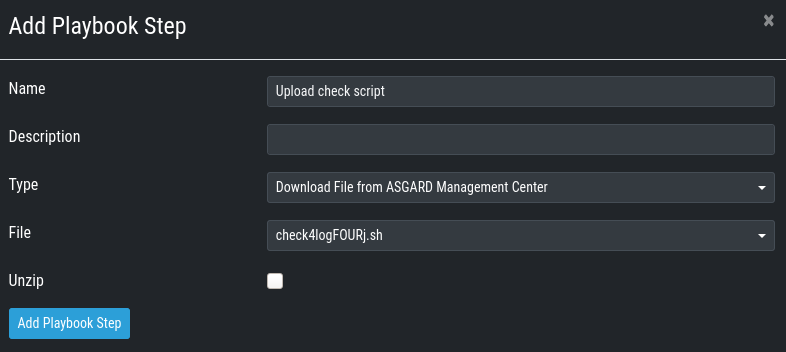 Add Playbook Step
×
Name
Upload check script
Description
Type
Download File from ASGARD Management Center
File
check4logFOURj.sh
Unzip
Add Playbook Step